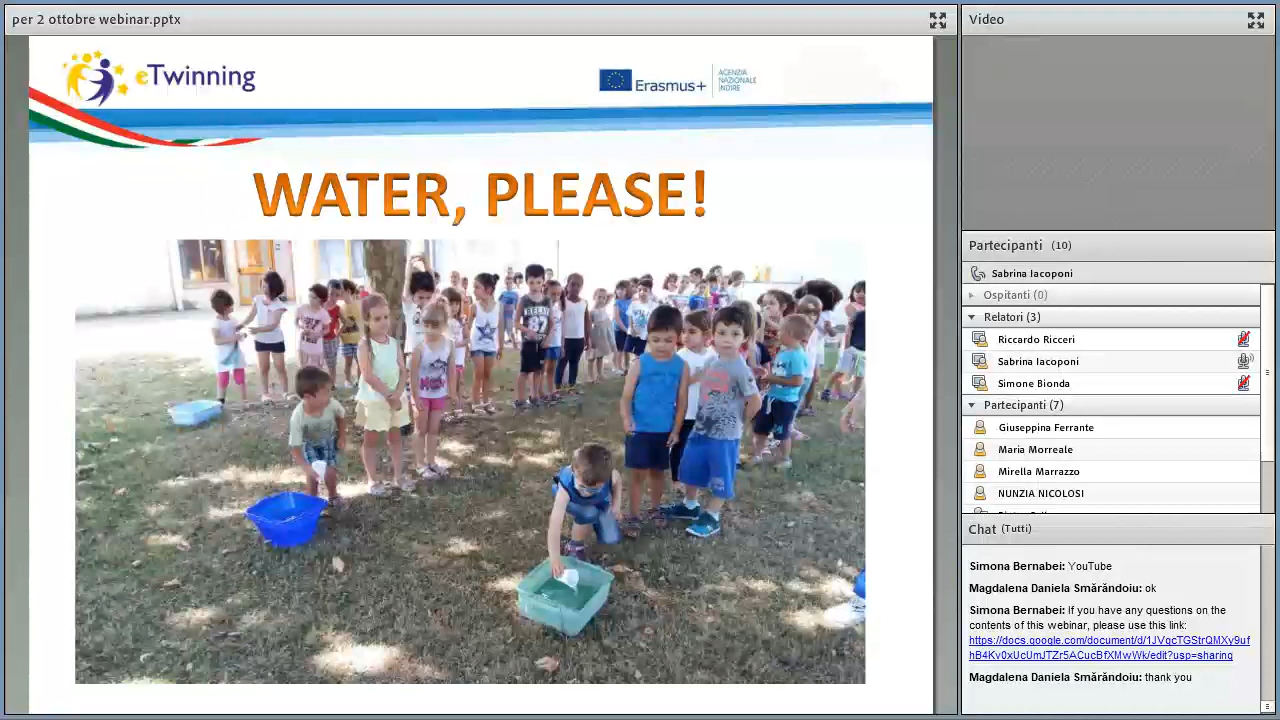 per 2 ottobre webinar.pptx
eTwinning
Erasmus+
AGENZIA
NAZIONALE
INDIRE
WATER, PLEASE!
Video
Partecipanti (10)
Sabrina Iacoponi
Ospitanti (0)
Relatori (3)
Riccardo Ricceri
Sabrina Iacoponi
Simone Bionda
Partecipanti (7)
Giuseppina Ferrante
Maria Morreale
Mirella Marrazzo
NUNZIA NICOLOSI
Chat (Tutti)
Simona Bernabei: YouTube
Magdalena Daniela Smărăndoiu: ok
Simona Bernabei: If you have any questions on the
contents of this webinar, please use this link:
https://docs.google.com/document/d/1JVqcTGStrQMXv9uf
hB4Kv0xUcUmJTZr5ACucBfXMwWk/edit?usp=sharing
Magdalena Daniela Smărăndoiu: thank you